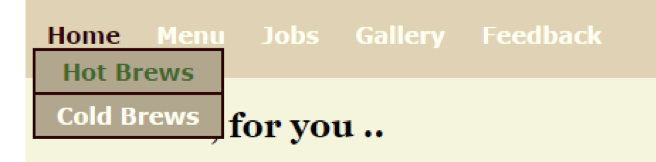 Home Menu Jobs Gallery Feedback
Hot Brews
Cold Brews
, for you ..